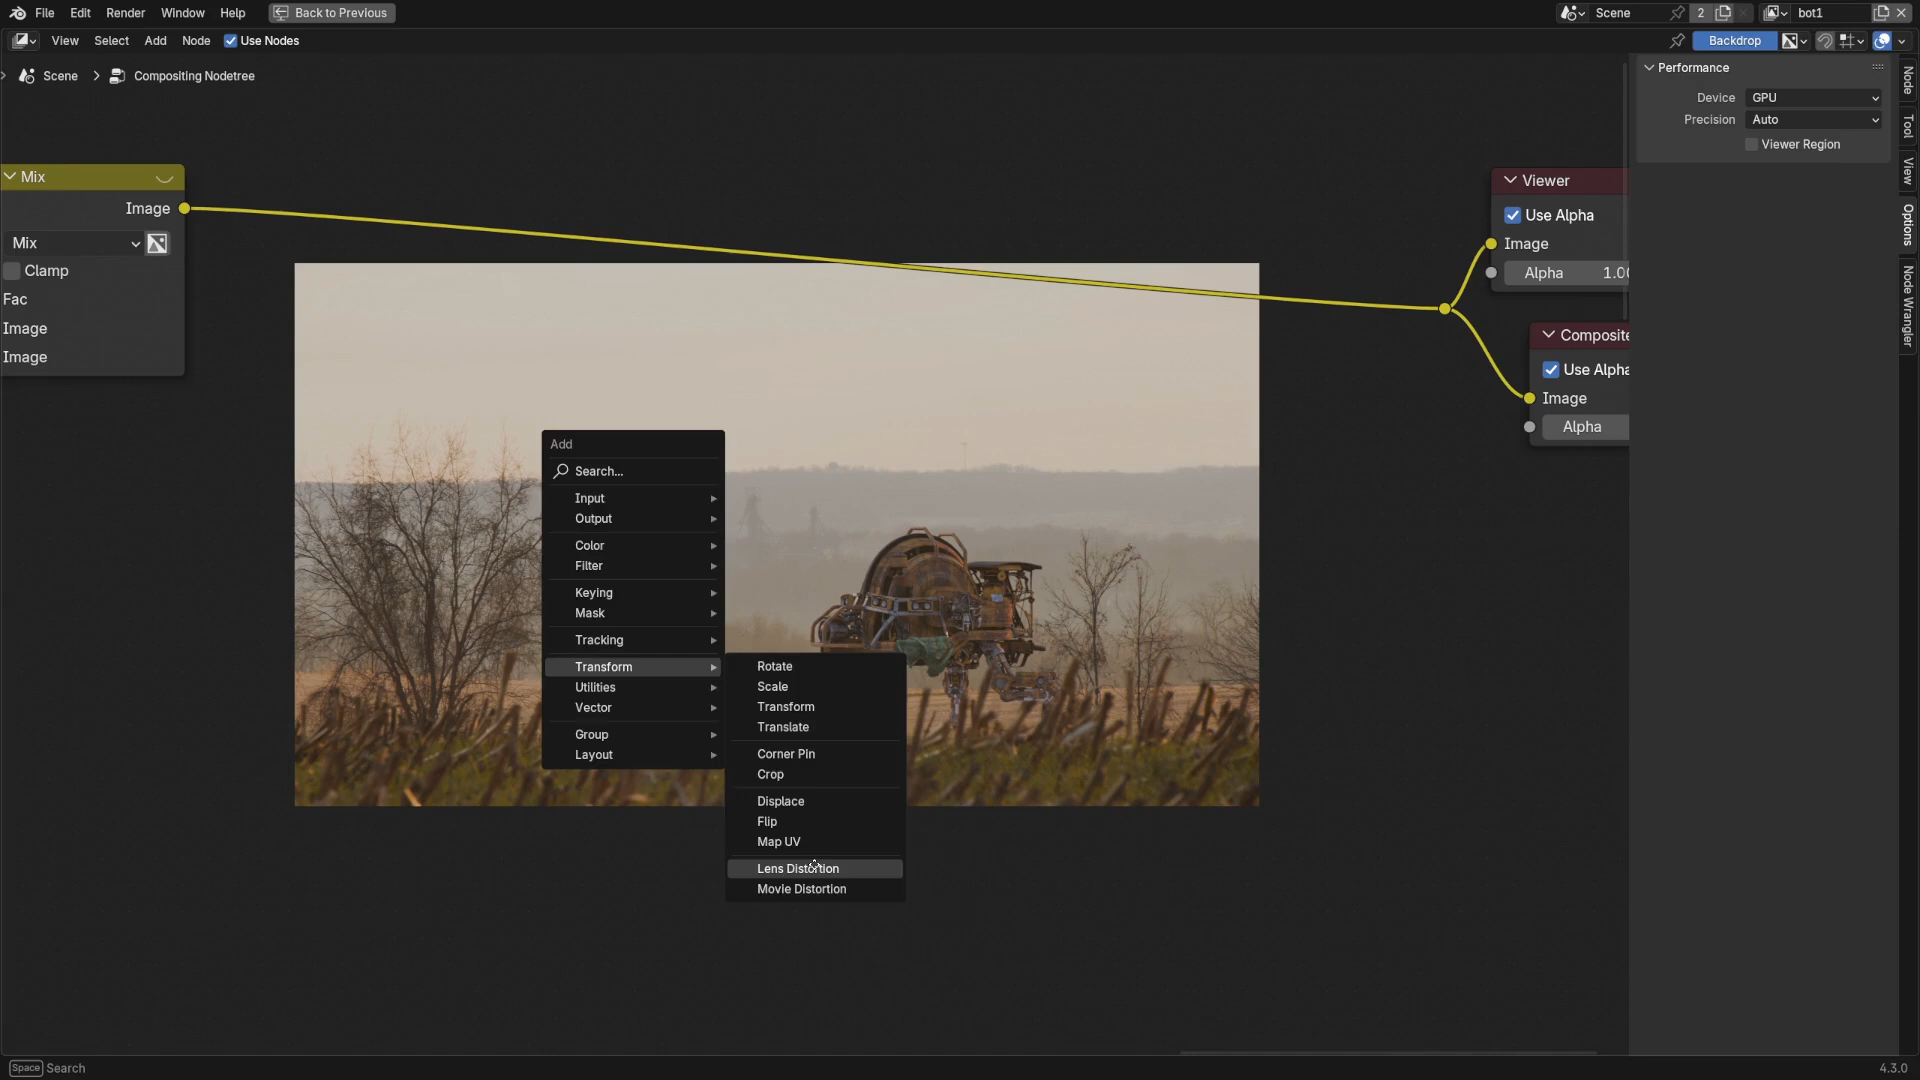 File Edit Render Window Help Back to Previous Scene 2 bot1
View Select Add Node Use Nodes Backdrop
Scene Compositing Nodetree
Performance
Device GPU
Precision Auto
Viewer Region
Node
Tool
View
Options
Node Wrangler
Mix
Image
Mix
Clamp
Fac
Image
Image
Viewer
Use Alpha
Image
Alpha 1.00
Composite
Use Alpha
Image
Alpha
Add
Search...
Input
Output
Color
Filter
Keying
Mask
Tracking
Transform
Utilities
Vector
Group
Layout
Rotate
Scale
Transform
Translate
Corner Pin
Crop
Displace
Flip
Map UV
Lens Distortion
Movie Distortion
Space Search
4.3.0